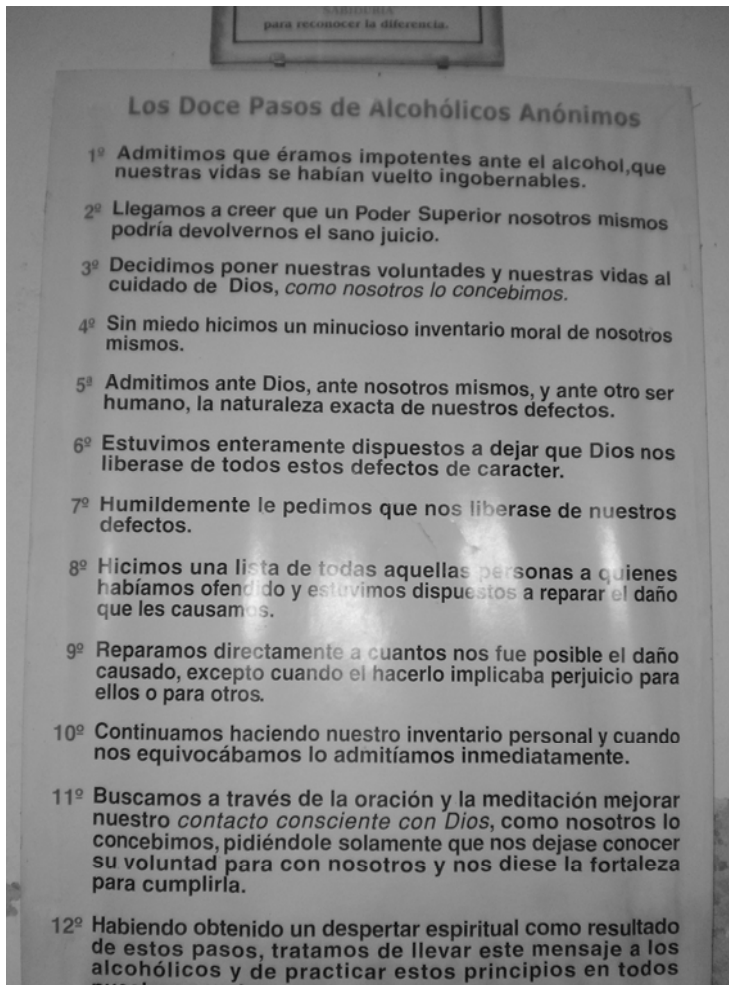 SABIDURIA
para reconocer la diferencia.
Los Doce Pasos de Alcohólicos Anónimos
1º Admitimos que éramos impotentes ante el alcohol,que
nuestras vidas se habían vuelto ingobernables.
2º Llegamos a creer que un Poder Superior nosotros mismos
podría devolvernos el sano juicio.
3º Decidimos poner nuestras voluntades y nuestras vidas al
cuidado de Dios, como nosotros lo concebimos.
4º Sin miedo hicimos un minucioso inventario moral de nosotros
mismos.
5ª Admitimos ante Dios, ante nosotros mismos, y ante otro ser
humano, la naturaleza exacta de nuestros defectos.
6º Estuvimos enteramente dispuestos a dejar que Dios nos
liberase de todos estos defectos de caracter.
7º Humildemente le pedimos que nos liberase de nuestros
defectos.
8º Hicimos una lista de todas aquellas personas a quienes
habíamos ofendido y estuvimos dispuestos a reparar el daño
que les causamos.
9º Reparamos directamente a cuantos nos fue posible el daño
causado, excepto cuando el hacerlo implicaba perjuicio para
ellos o para otros.
10º Continuamos haciendo nuestro inventario personal y cuando
nos equivocábamos lo admitíamos inmediatamente.
11º Buscamos a través de la oración y la meditación mejorar
nuestro contacto consciente con Dios, como nosotros lo
concebimos, pidiéndole solamente que nos dejase conocer
su voluntad para con nosotros y nos diese la fortaleza
para cumplirla.
12º Habiendo obtenido un despertar espiritual como resultado
de estos pasos, tratamos de llevar este mensaje a los
alcohólicos y de practicar estos principios en todos